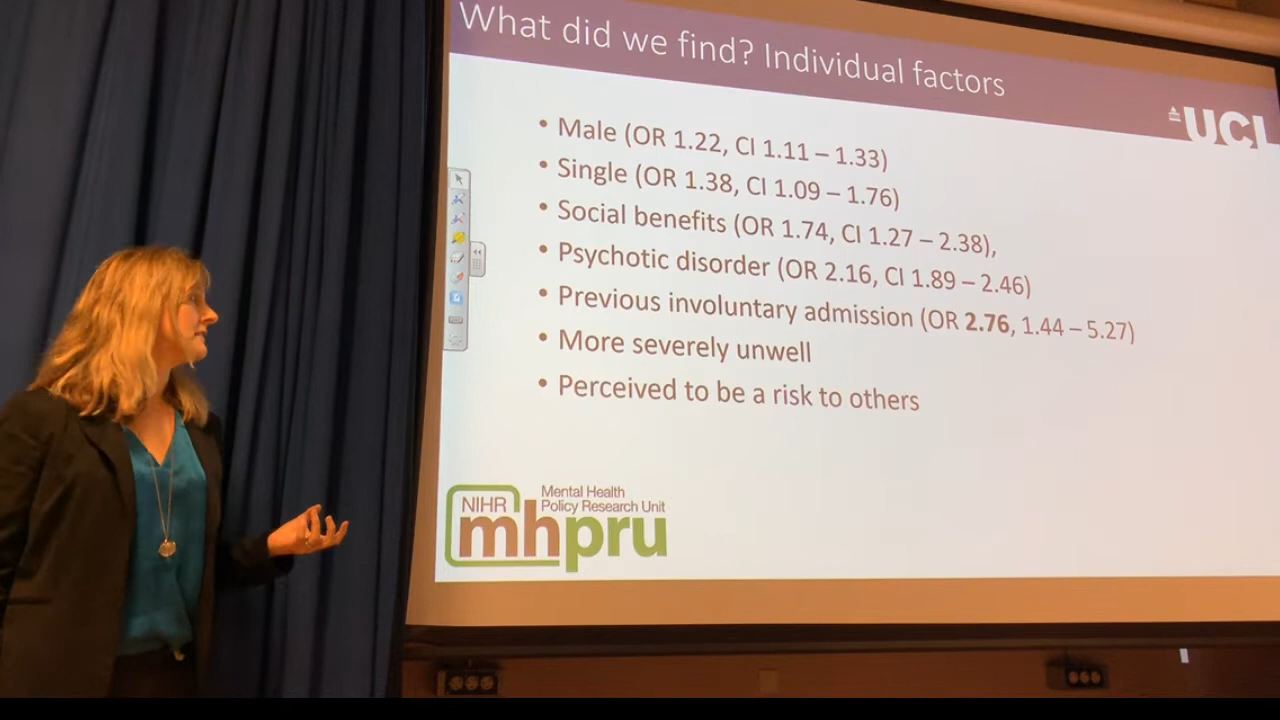 What did we find? Individual factors
UCL
• Male (OR 1.22, CI 1.11 – 1.33)
• Single (OR 1.38, CI 1.09 – 1.76)
• Social benefits (OR 1.74, CI 1.27 – 2.38),
• Psychotic disorder (OR 2.16, CI 1.89 – 2.46)
• Previous involuntary admission (OR 2.76, 1.44 – 5.27)
• More severely unwell
• Perceived to be a risk to others
Mental Health
NIHR Policy Research Unit
mhpru